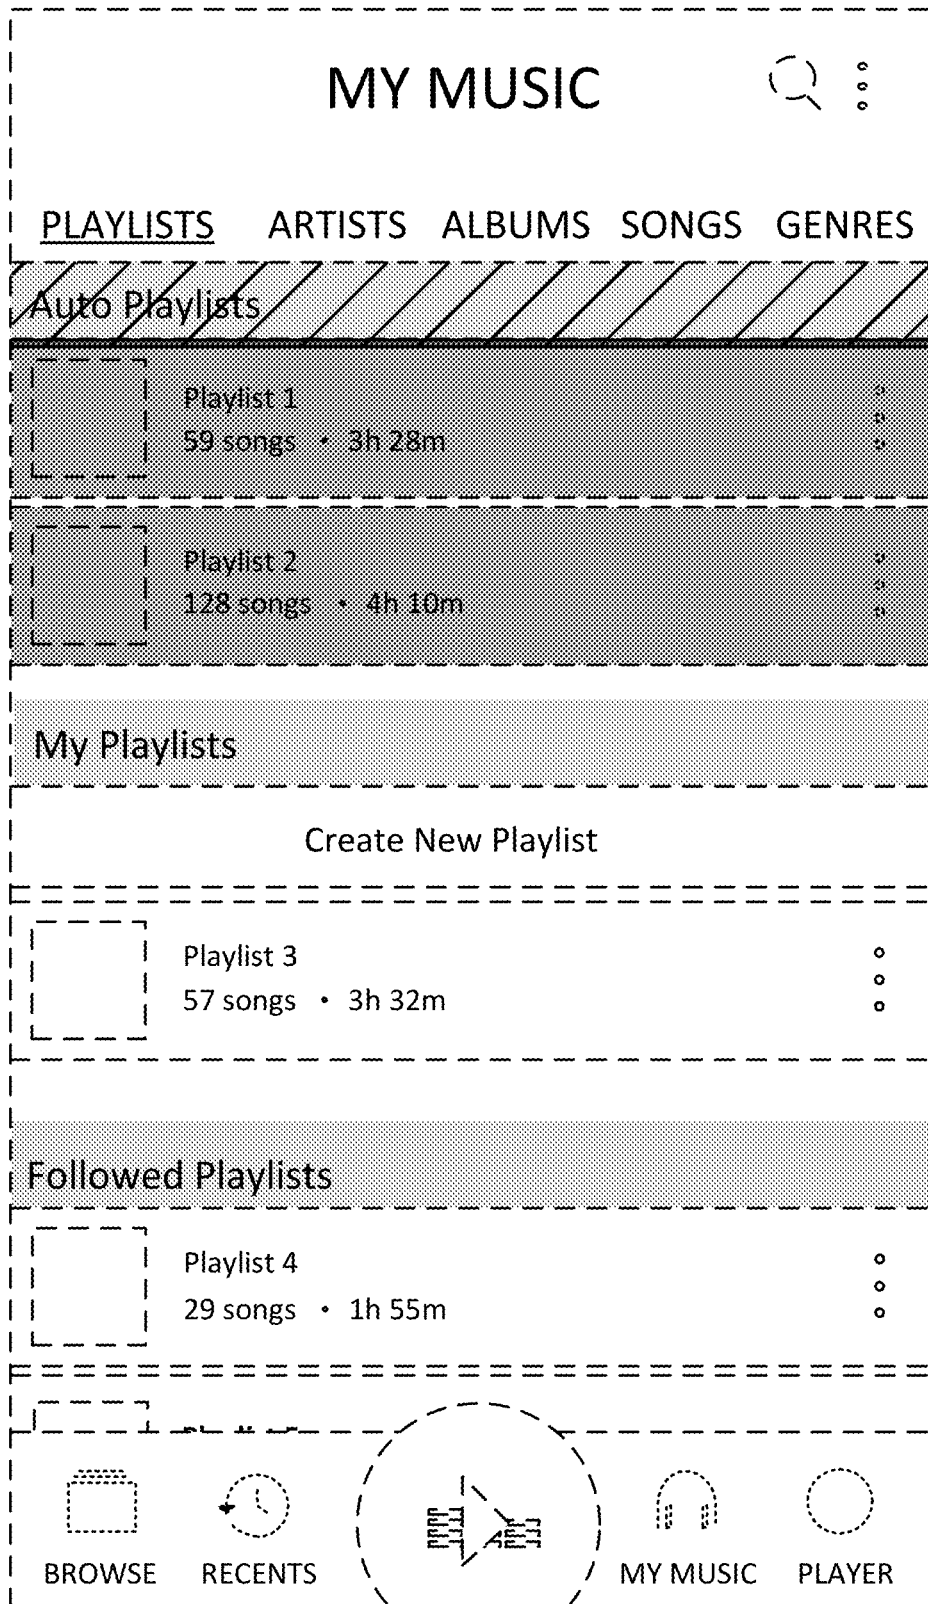 MY MUSIC
PLAYLISTS ARTISTS ALBUMS SONGS GENRES
Auto Playlists
Playlist 1
59 songs • 3h 28m
Playlist 2
128 songs • 4h 10m
My Playlists
Create New Playlist
Playlist 3
57 songs • 3h 32m
Followed Playlists
Playlist 4
29 songs • 1h 55m
BROWSE RECENTS MY MUSIC PLAYER